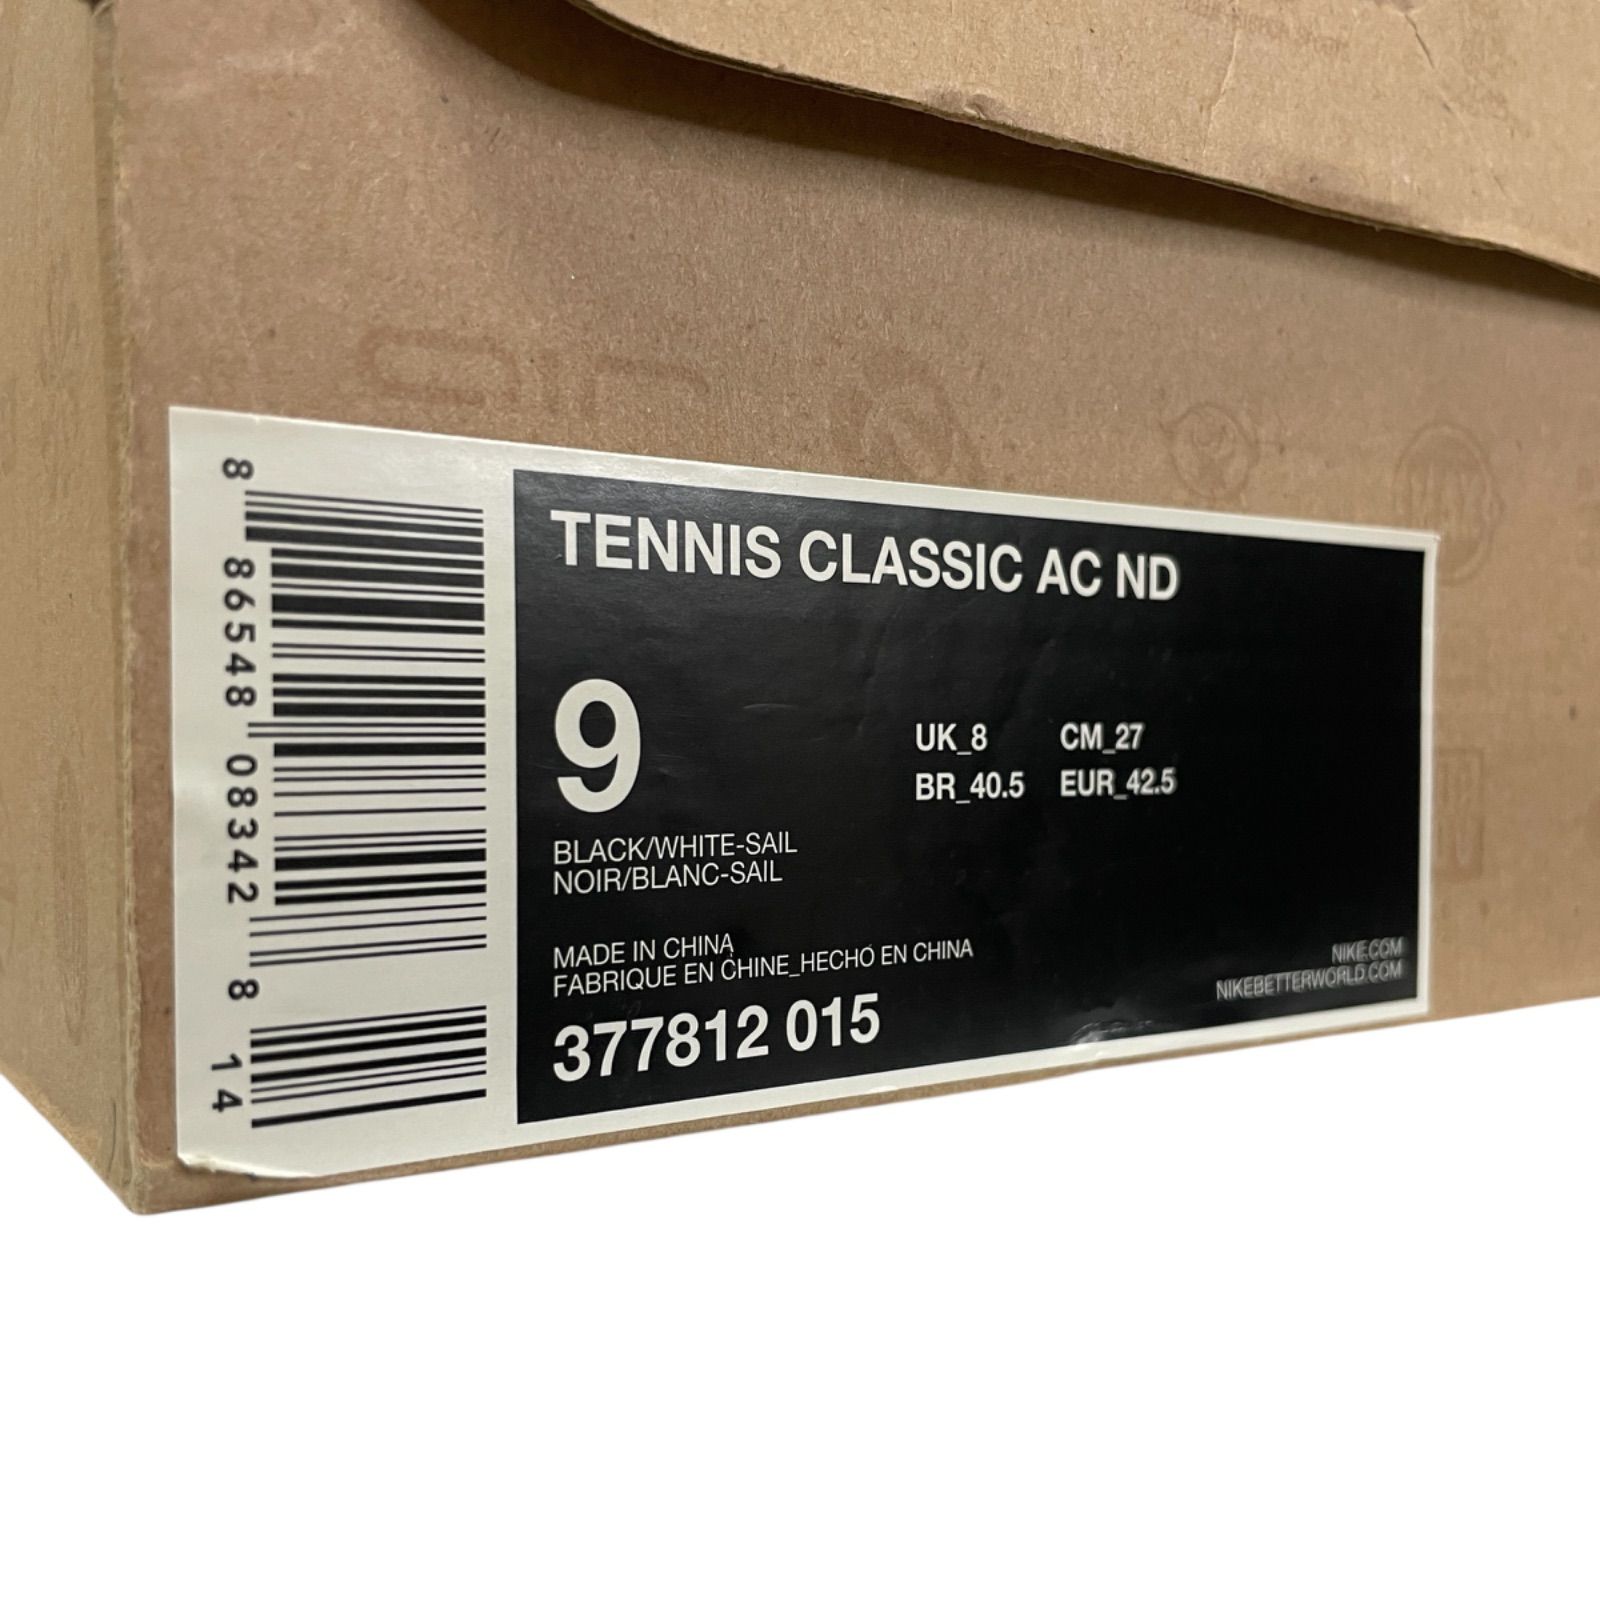 TENNIS CLASSIC AC ND
9
UK_8 CM_27
BR_40.5 EUR_42.5
BLACK/WHITE-SAIL
NOIR/BLANC-SAIL
MADE IN CHINA
FABRIQUE EN CHINE_HECHO EN CHINA
377812 015
NIKE.COM
NIKEBETTERWORLD.COM
8 86548 08342 8 14